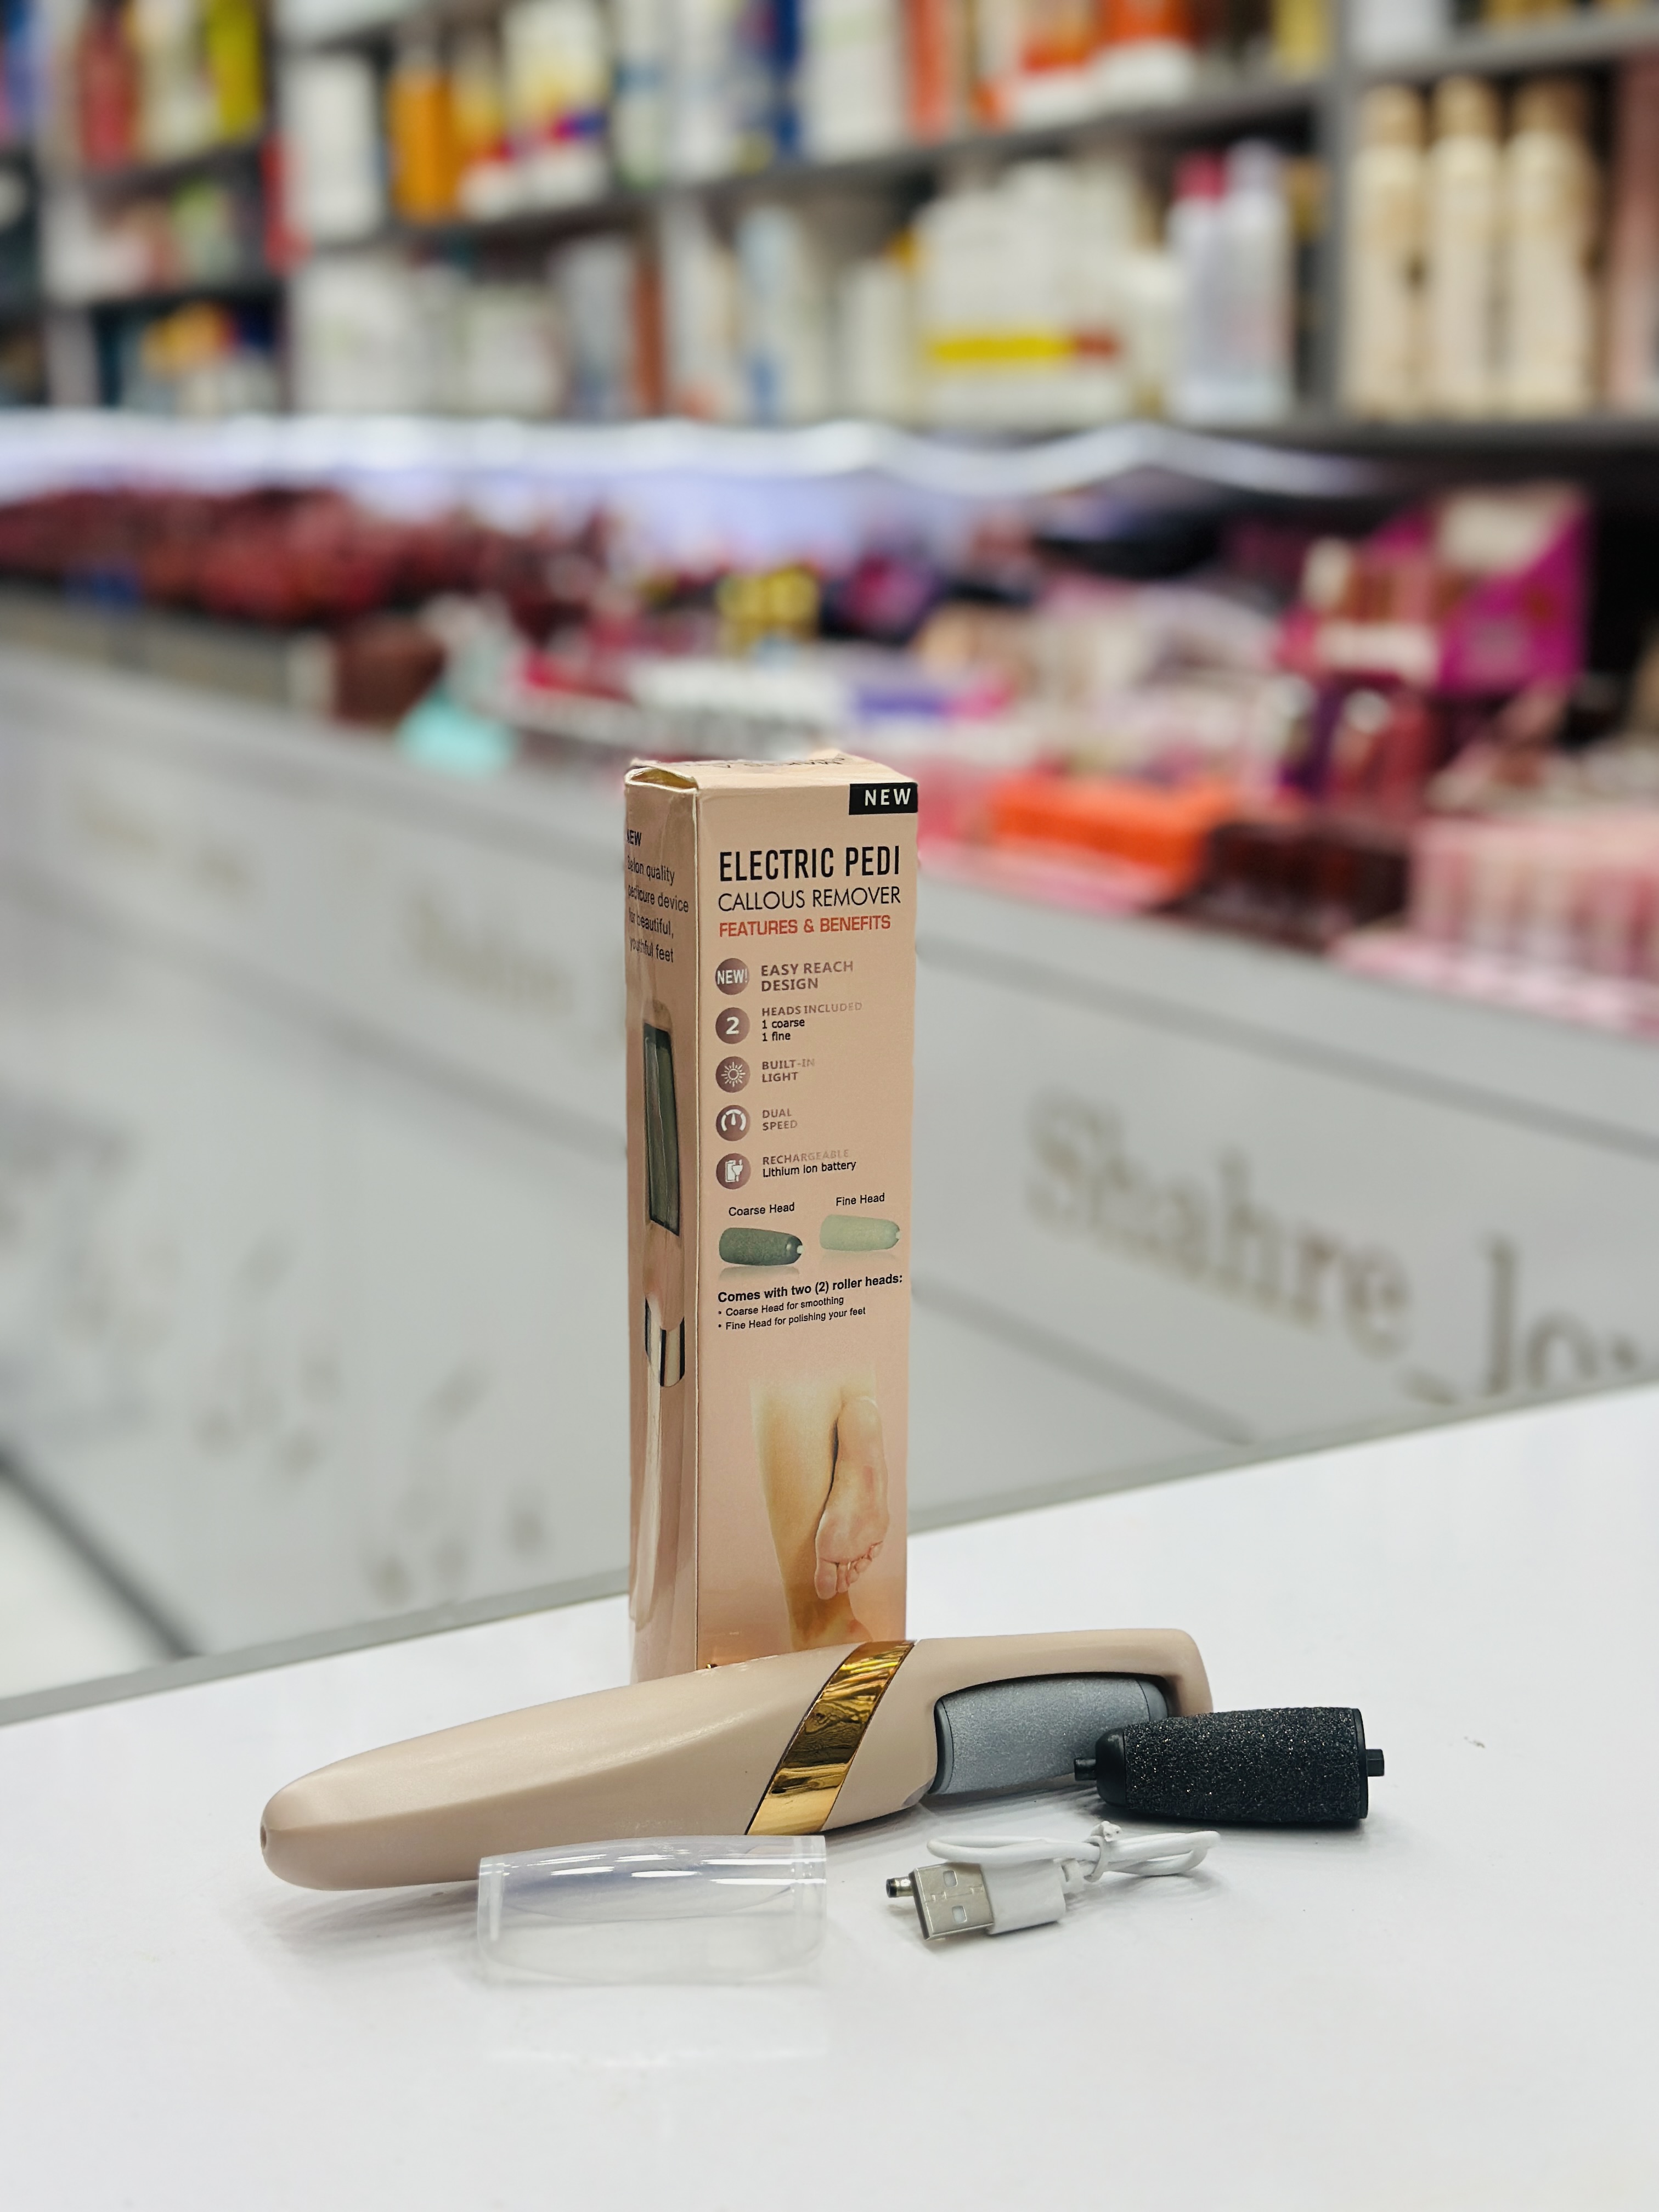 NEW
Salon quality
pedicure device
for beautiful,
youthful feet
NEW
ELECTRIC PEDI
CALLOUS REMOVER
FEATURES & BENEFITS
NEW!
EASY REACH
DESIGN
2
HEADS INCLUDED
1 coarse
1 fine
BUILT-IN
LIGHT
DUAL
SPEED
RECHARGEABLE
Lithium ion battery
Coarse Head
Fine Head
Comes with two (2) roller heads:
• Coarse Head for smoothing
• Fine Head for polishing your feet
Shahre